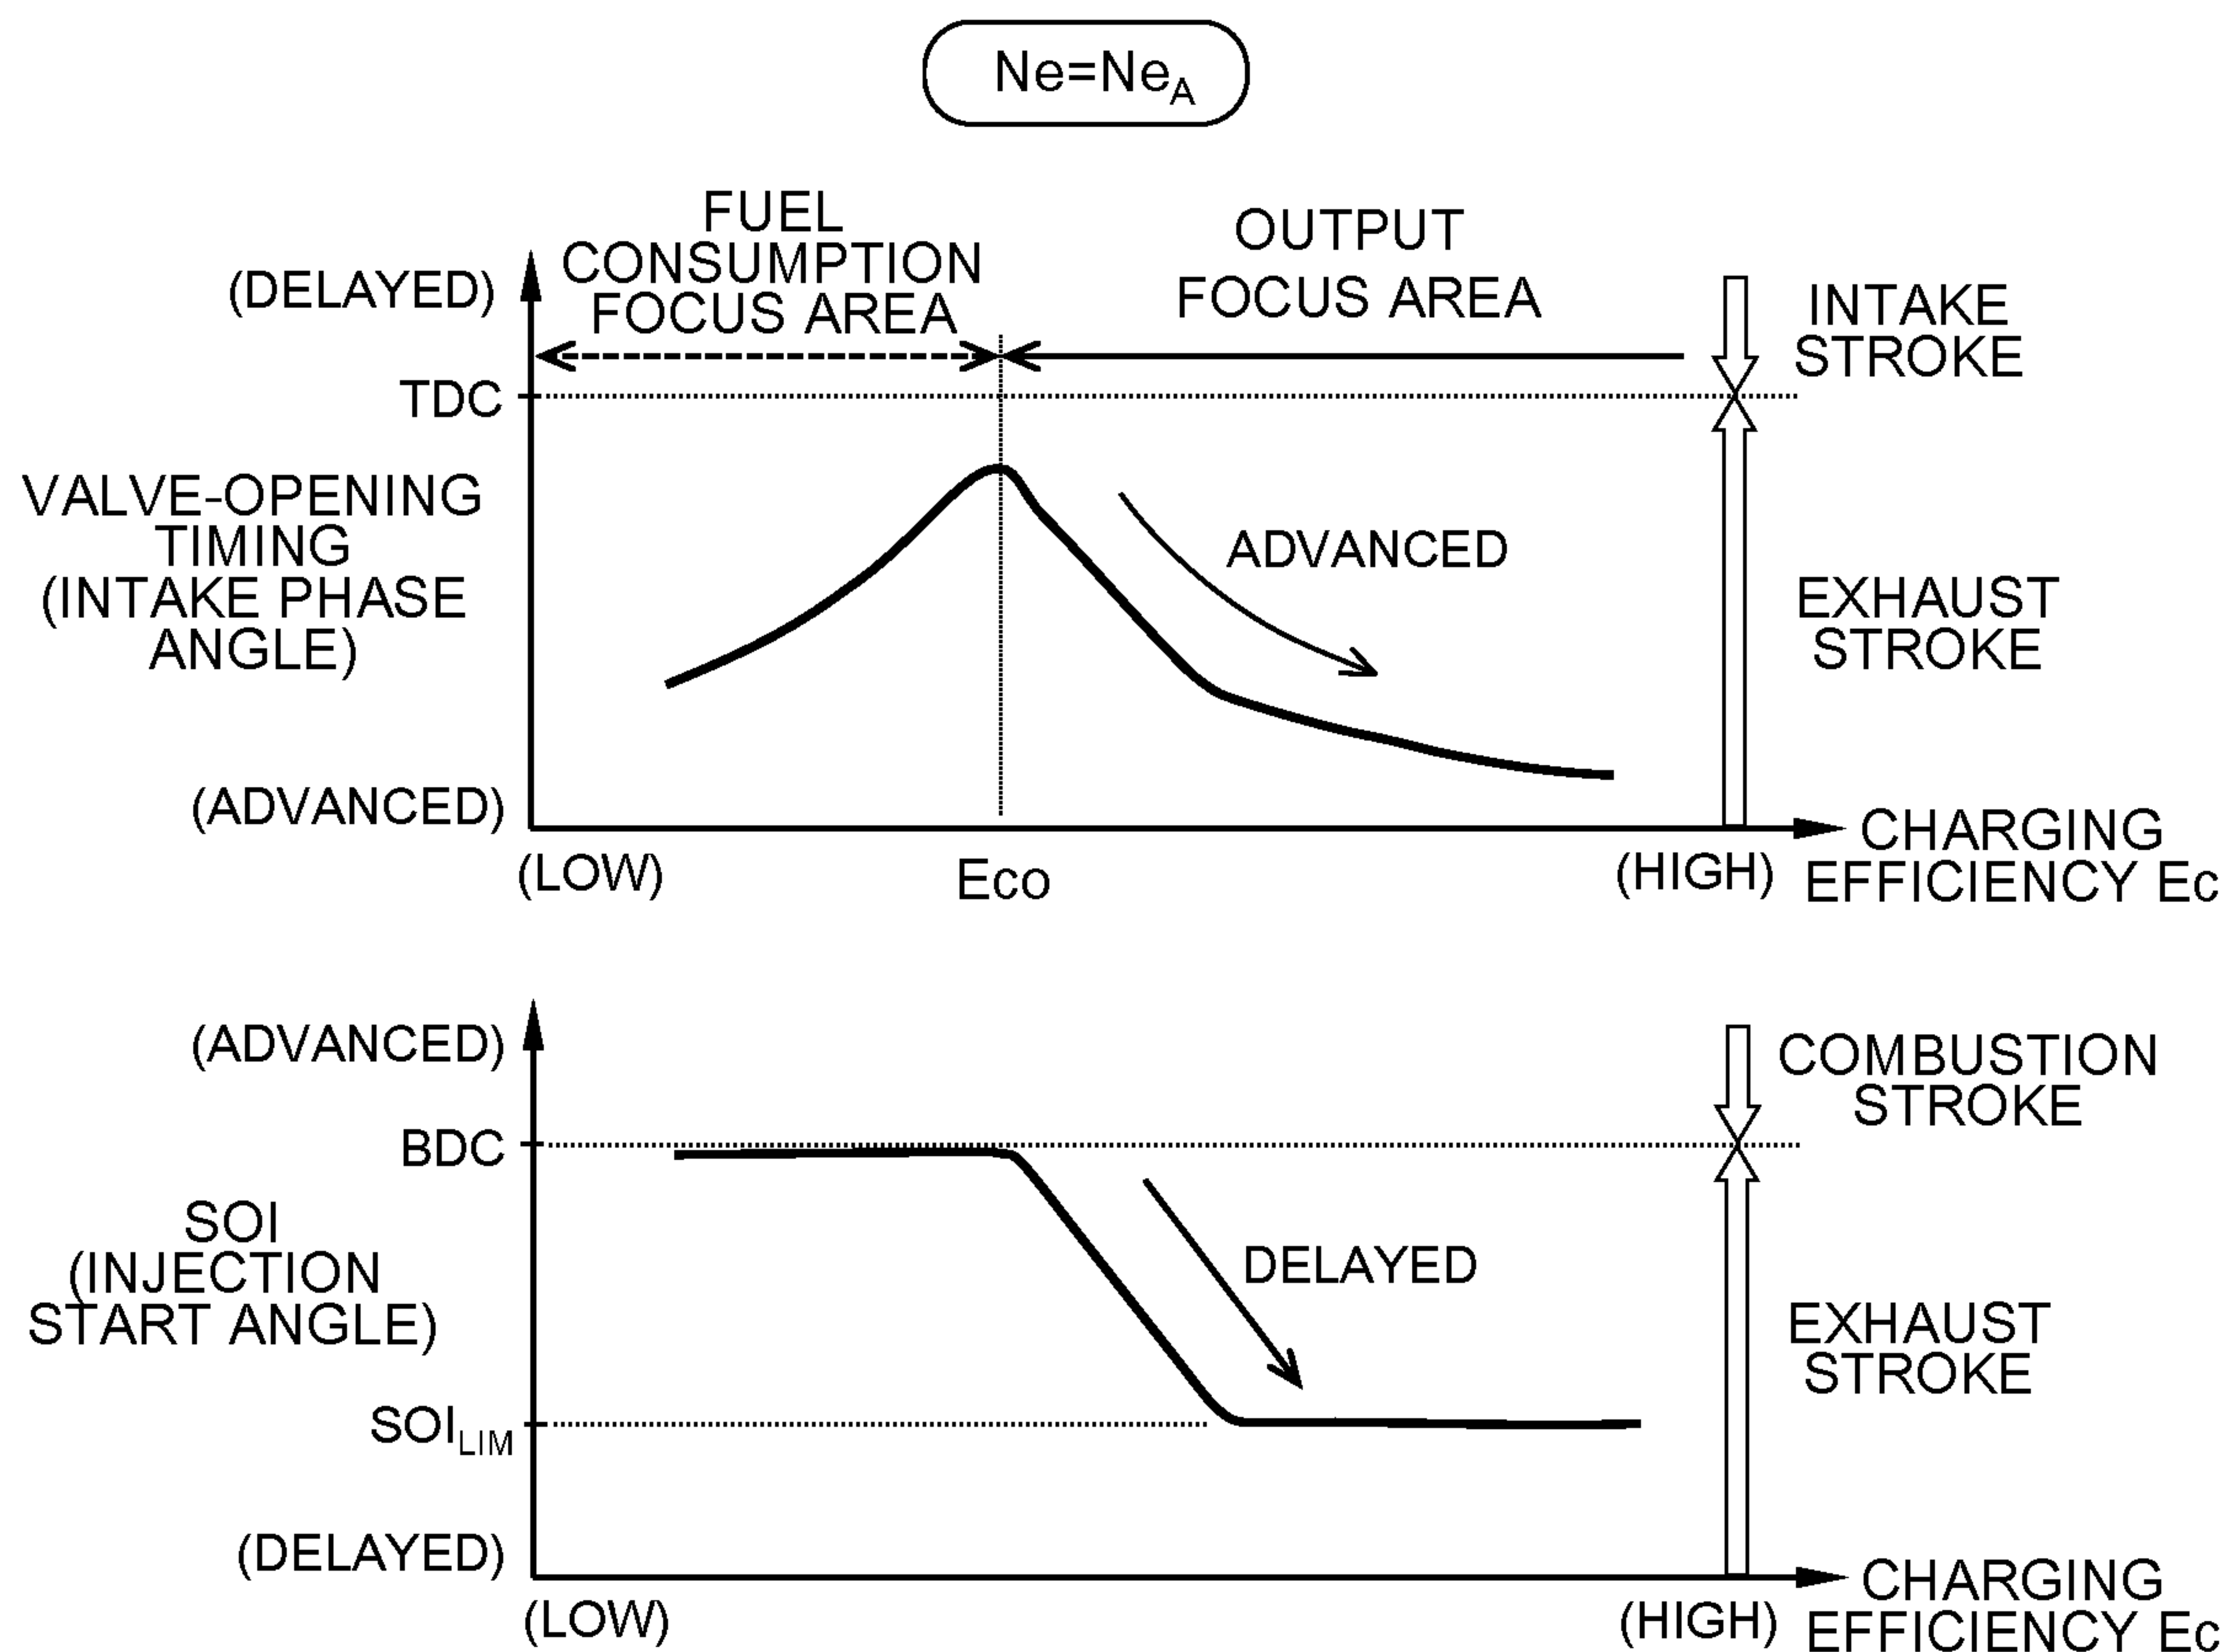 Ne=NeA
FUEL
CONSUMPTION
FOCUS AREA
OUTPUT
FOCUS AREA
(DELAYED)
INTAKE
STROKE
TDC
VALVE-OPENING
TIMING
(INTAKE PHASE
ANGLE)
ADVANCED
EXHAUST
STROKE
(ADVANCED)
(LOW)
Eco
(HIGH)
CHARGING
EFFICIENCY Ec
(ADVANCED)
COMBUSTION
STROKE
BDC
SOI
(INJECTION
START ANGLE)
DELAYED
EXHAUST
STROKE
SOILIM
(DELAYED)
(LOW)
(HIGH)
CHARGING
EFFICIENCY Ec